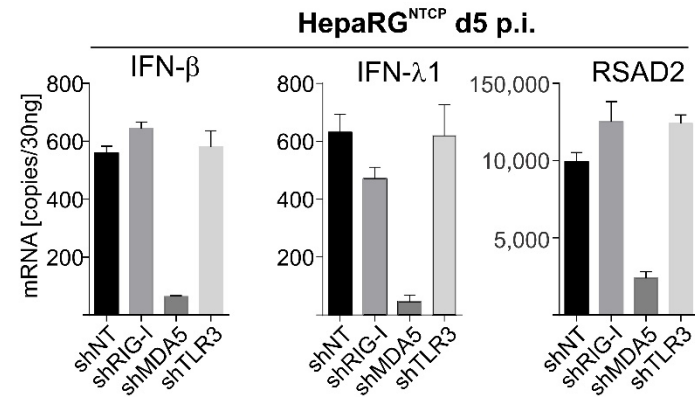 HepaRG^NTCP d5 p.i.
IFN-β
IFN-λ1
RSAD2
mRNA [copies/30ng]
800
600
400
200
800
600
400
200
150,000
10,000
5,000
shNT
shRIG-I
shMDA5
shTLR3
shNT
shRIG-I
shMDA5
shTLR3
shNT
shRIG-I
shMDA5
shTLR3